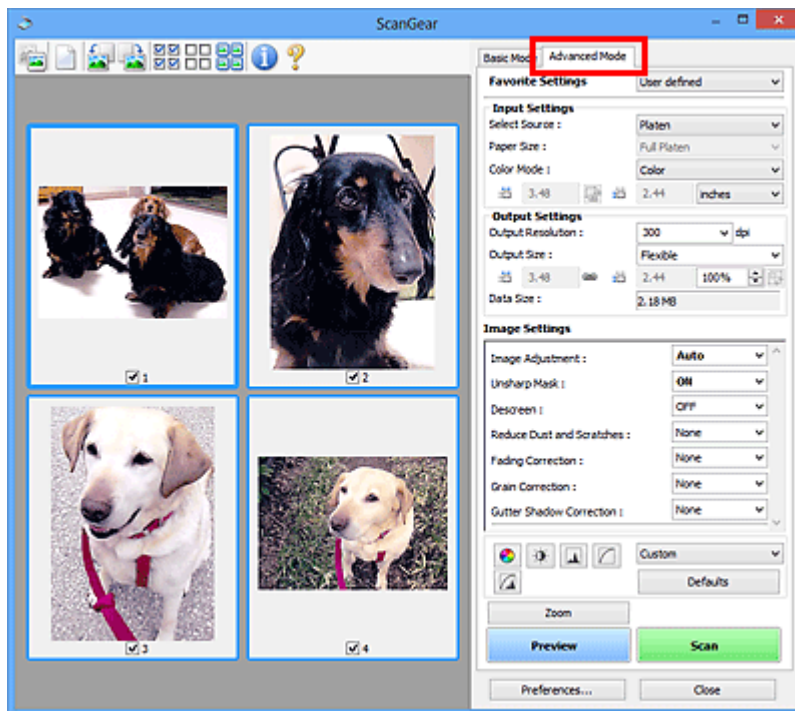 ScanGear
Basic Mode Advanced Mode
Favorite Settings User defined
Input Settings
Select Source : Platen
Paper Size : Full Platen
Color Mode : Color
3.48 2.44 inches
Output Settings
Output Resolution : 300 dpi
Output Size : Flexible
3.48 2.44 100%
Data Size : 2.18 MB
Image Settings
Image Adjustment : Auto
Unsharp Mask : ON
Descreen : OFF
Reduce Dust and Scratches : None
Fading Correction : None
Grain Correction : None
Gutter Shadow Correction : None
Custom
Defaults
Zoom
Preview Scan
Preferences... Close
1
2
3
4